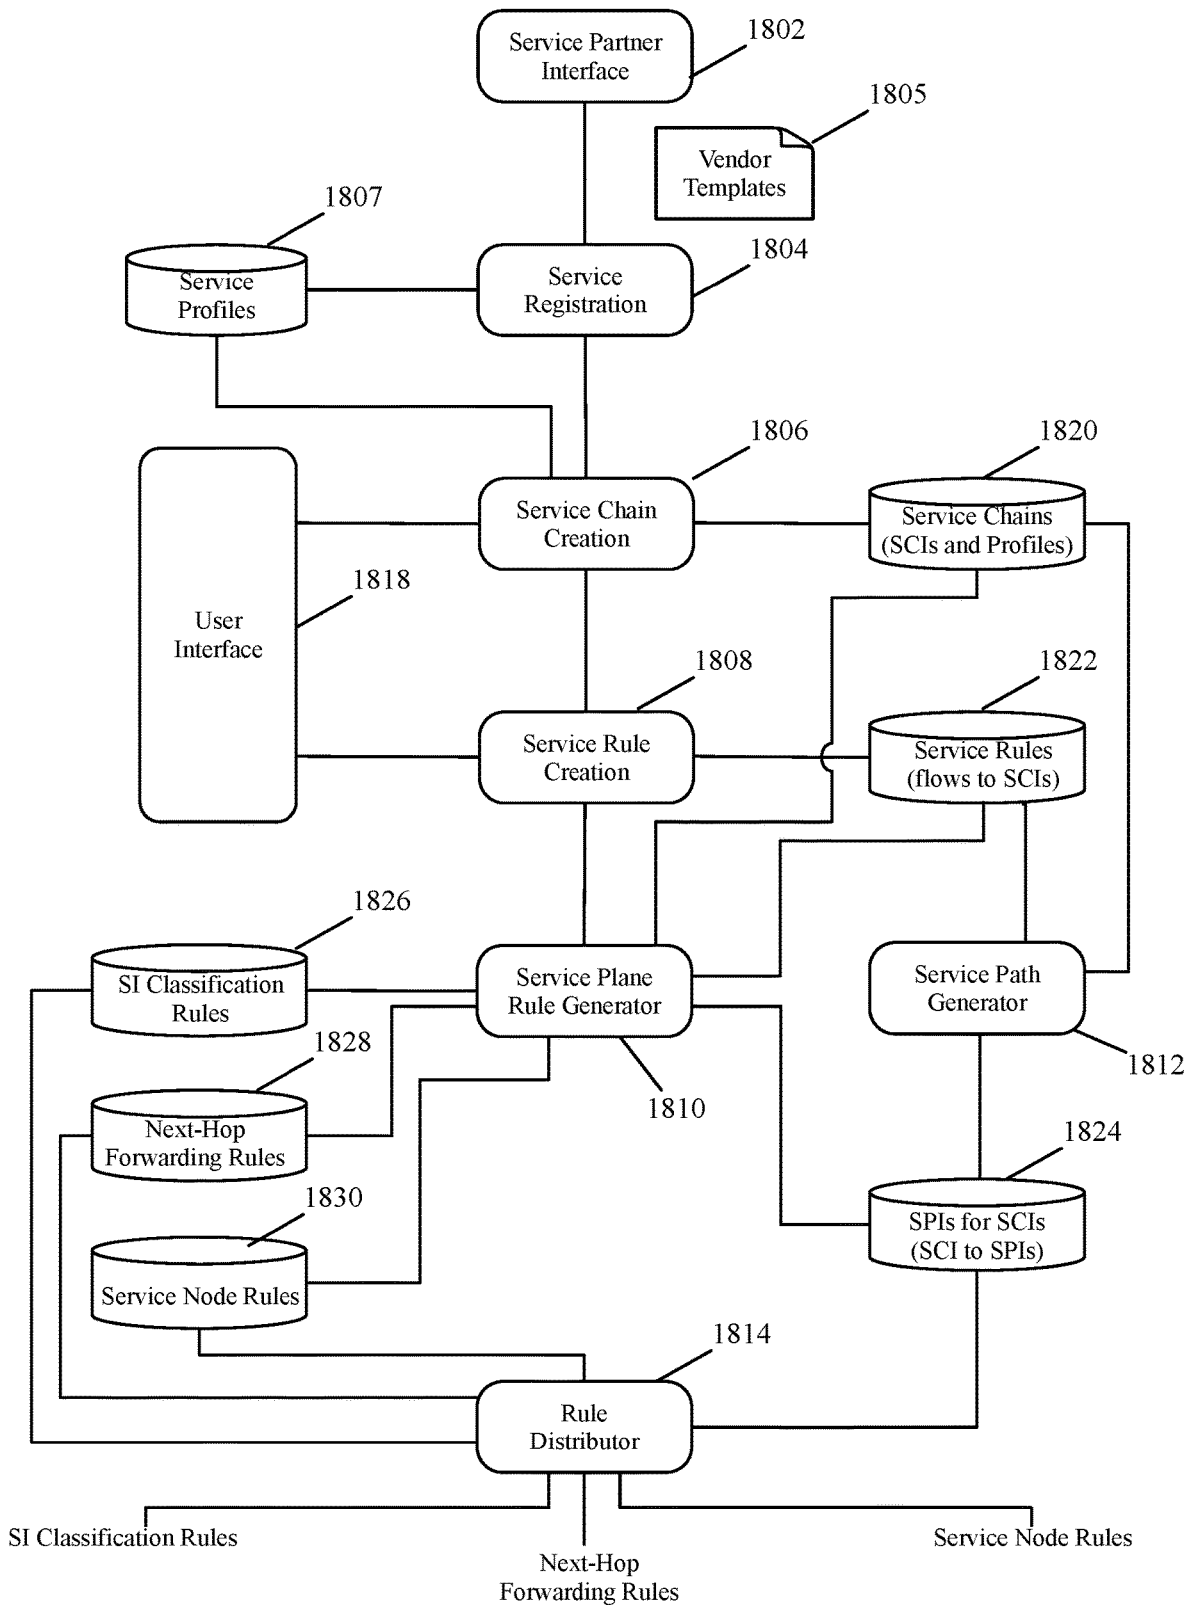 1802
Service Partner
Interface
1805
Vendor
Templates
1807
1804
Service
Profiles
Service
Registration
1806
1820
Service Chain
Creation
Service Chains
(SCIs and Profiles)
1818
User
Interface
1808
1822
Service Rule
Creation
Service Rules
(flows to SCIs)
1826
SI Classification
Rules
Service Plane
Rule Generator
Service Path
Generator
1828
1810
1812
Next-Hop
Forwarding Rules
1824
1830
SPIs for SCIs
(SCI to SPIs)
Service Node Rules
1814
Rule
Distributor
SI Classification Rules
Next-Hop
Forwarding Rules
Service Node Rules